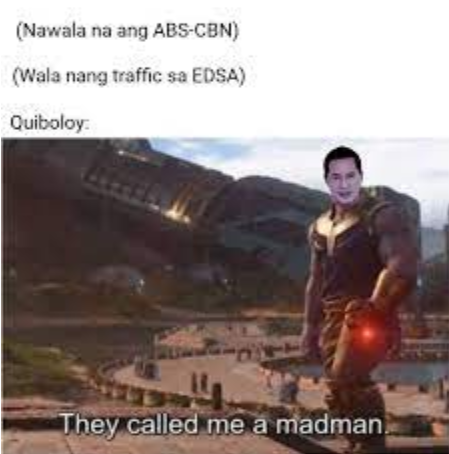 (Nawala na ang ABS-CBN)
(Wala nang traffic sa EDSA)
Quiboloy:
They called me a madman.